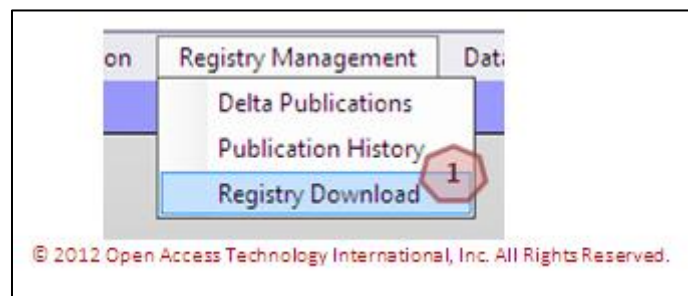 on Registry Management Dat
Delta Publications
Publication History
1
Registry Download
© 2012 Open Access Technology International, Inc. All Rights Reserved.